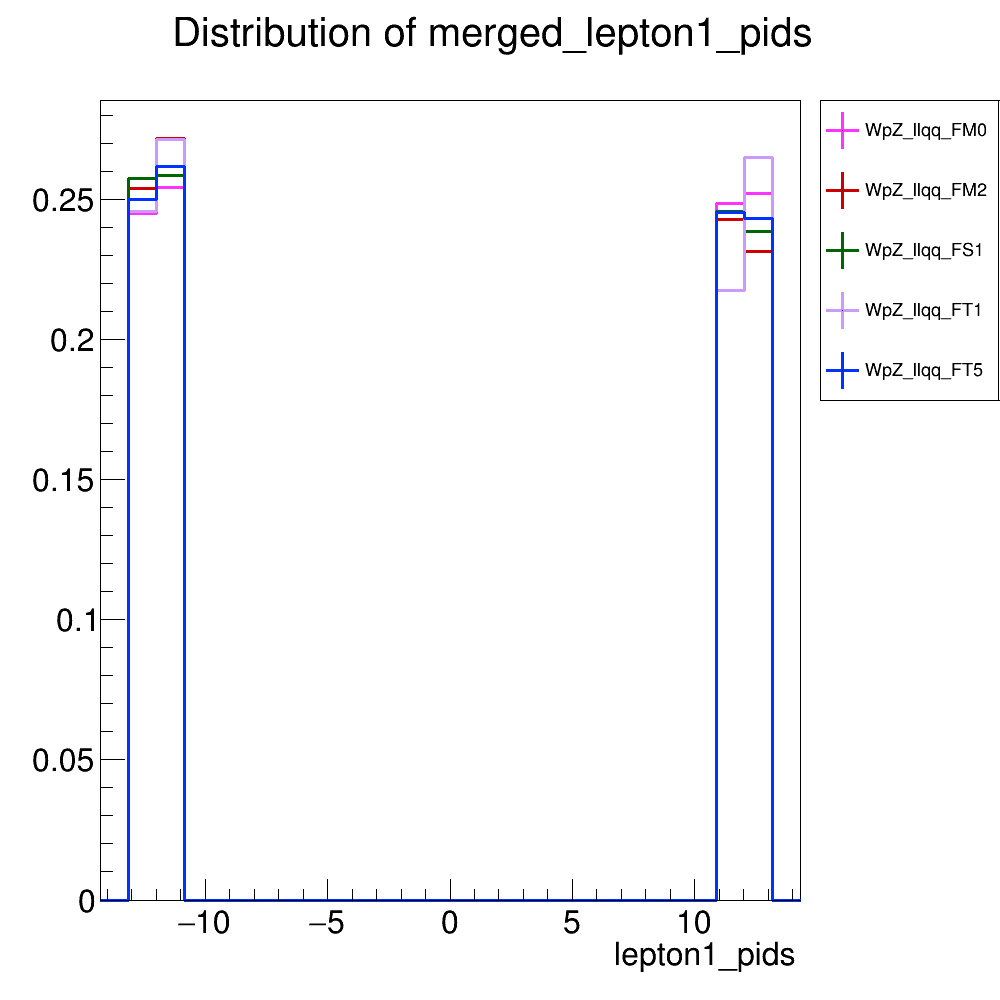 Distribution of merged_lepton1_pids
WpZ_llqq_FM0
WpZ_llqq_FM2
WpZ_llqq_FS1
WpZ_llqq_FT1
WpZ_llqq_FT5
0.25
0.2
0.15
0.1
0.05
0
−10
−5
0
5
10
lepton1_pids